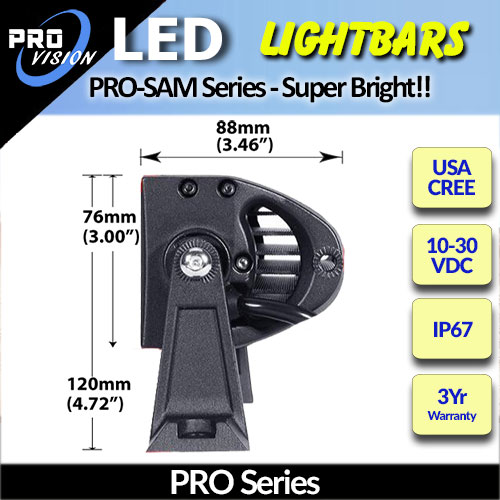 PRO
VISION
LED LIGHTBARS
PRO-SAM Series - Super Bright!!
88mm
(3.46”)
76mm
(3.00”)
120mm
(4.72”)
USA
CREE
10-30
VDC
IP67
3Yr
Warranty
PRO Series